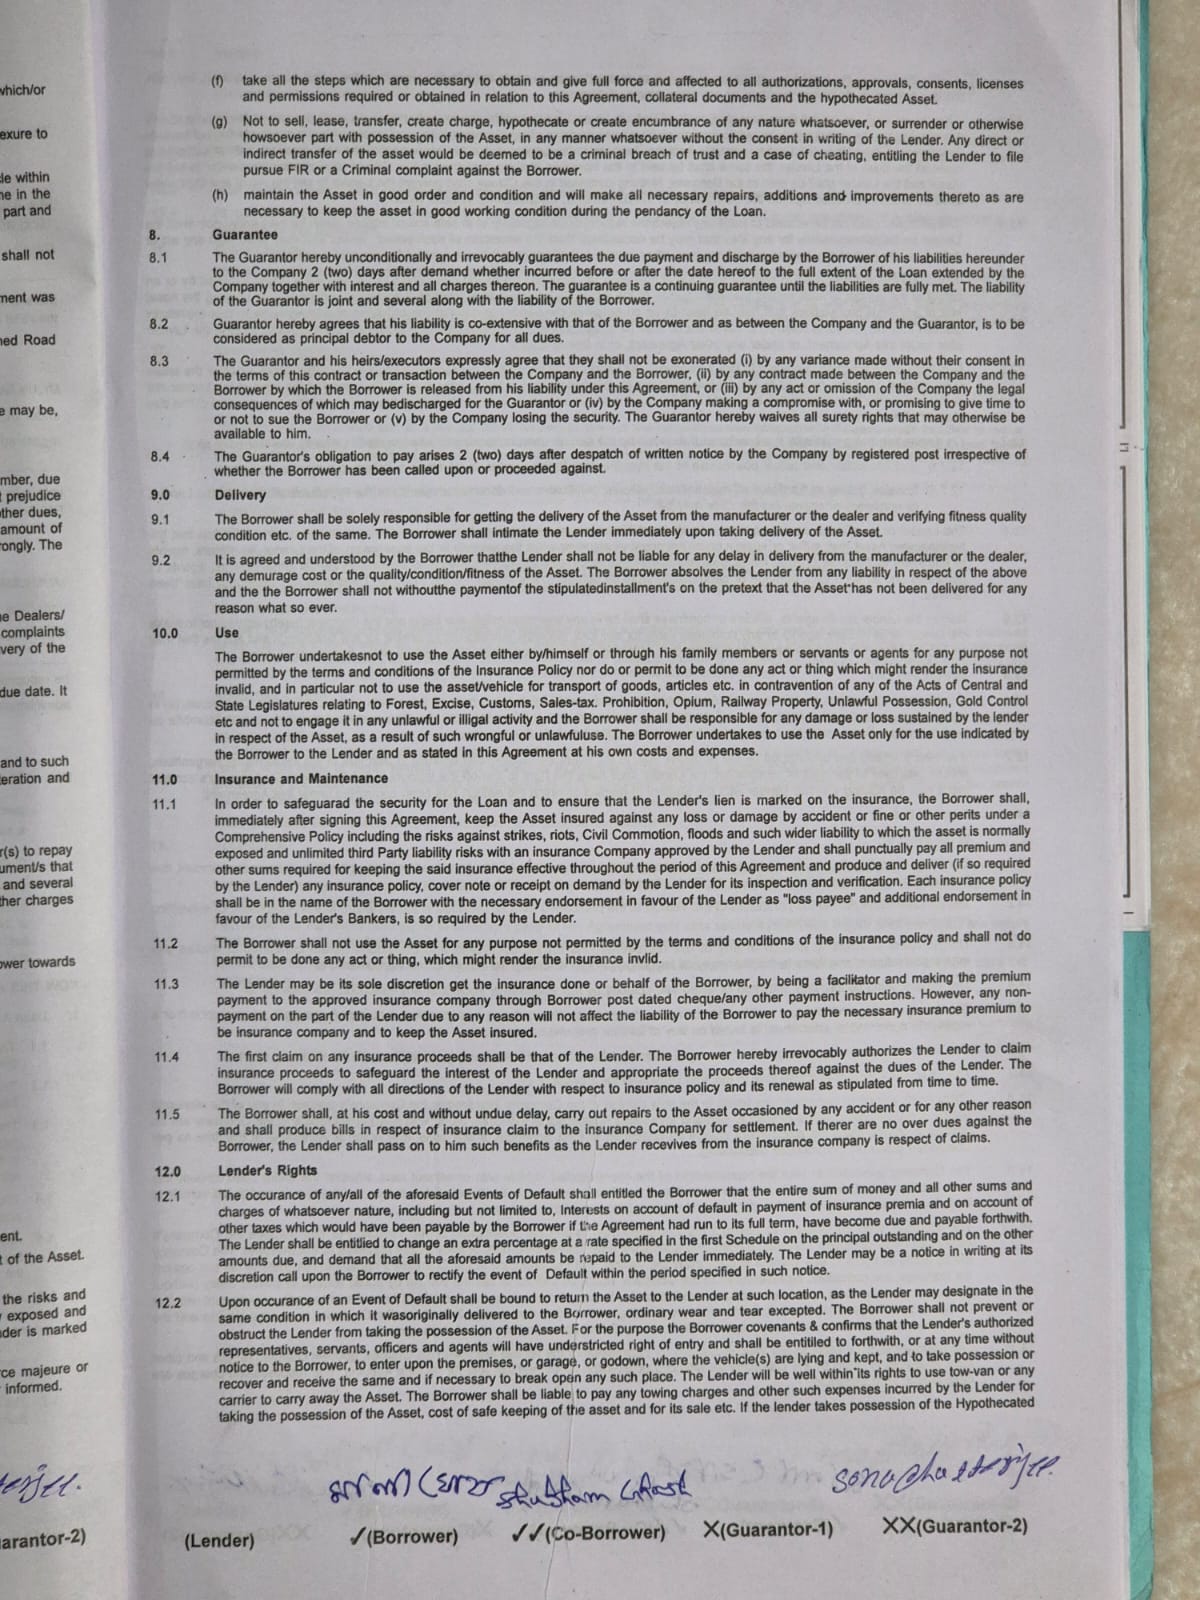 which/or
exure to
le within
ne in the
part and
shall not
ment was
ned Road
e may be,
mber, due
t prejudice
ther dues,
amount of
rongly. The
ne Dealers/
complaints
very of the
due date. It
and to such
eration and
r(s) to repay
ument/s that
and several
ther charges
ower towards
ent.
t of the Asset.
the risks and
exposed and
nder is marked
rce majeure or
informed.
arantor-2)
(f) take all the steps which are necessary to obtain and give full force and affected to all authorizations, approvals, consents, licenses
and permissions required or obtained in relation to this Agreement, collateral documents and the hypothecated Asset.
(g) Not to sell, lease, transfer, create charge, hypothecate or create encumbrance of any nature whatsoever, or surrender or otherwise
howsoever part with possession of the Asset, in any manner whatsoever without the consent in writing of the Lender. Any direct or
indirect transfer of the asset would be deemed to be a criminal breach of trust and a case of cheating, entitling the Lender to file
pursue FIR or a Criminal complaint against the Borrower.
(h) maintain the Asset in good order and condition and will make all necessary repairs, additions and improvements thereto as are
necessary to keep the asset in good working condition during the pendancy of the Loan.
8. Guarantee
8.1 The Guarantor hereby unconditionally and irrevocably guarantees the due payment and discharge by the Borrower of his liabilities hereunder
to the Company 2 (two) days after demand whether incurred before or after the date hereof to the full extent of the Loan extended by the
Company together with interest and all charges thereon. The guarantee is a continuing guarantee until the liabilities are fully met. The liability
of the Guarantor is joint and several along with the liability of the Borrower.
8.2 Guarantor hereby agrees that his liability is co-extensive with that of the Borrower and as between the Company and the Guarantor, is to be
considered as principal debtor to the Company for all dues.
8.3 The Guarantor and his heirs/executors expressly agree that they shall not be exonerated (i) by any variance made without their consent in
the terms of this contract or transaction between the Company and the Borrower, (ii) by any contract made between the Company and the
Borrower by which the Borrower is released from his liability under this Agreement, or (iii) by any act or omission of the Company the legal
consequences of which may bedischarged for the Guarantor or (iv) by the Company making a compromise with, or promising to give time to
or not to sue the Borrower or (v) by the Company losing the security. The Guarantor hereby waives all surety rights that may otherwise be
available to him.
8.4 The Guarantor's obligation to pay arises 2 (two) days after despatch of written notice by the Company by registered post irrespective of
whether the Borrower has been called upon or proceeded against.
9.0 Delivery
9.1 The Borrower shall be solely responsible for getting the delivery of the Asset from the manufacturer or the dealer and verifying fitness quality
condition etc. of the same. The Borrower shall intimate the Lender immediately upon taking delivery of the Asset.
9.2 It is agreed and understood by the Borrower thatthe Lender shall not be liable for any delay in delivery from the manufacturer or the dealer,
any demurage cost or the quality/condition/fitness of the Asset. The Borrower absolves the Lender from any liability in respect of the above
and the the Borrower shall not withoutthe paymentof the stipulatedinstallment's on the pretext that the Asset has not been delivered for any
reason what so ever.
10.0 Use
The Borrower undertakesnot to use the Asset either by/himself or through his family members or servants or agents for any purpose not
permitted by the terms and conditions of the Insurance Policy nor do or permit to be done any act or thing which might render the insurance
invalid, and in particular not to use the asset/vehicle for transport of goods, articles etc. in contravention of any of the Acts of Central and
State Legislatures relating to Forest, Excise, Customs, Sales-tax. Prohibition, Opium, Railway Property, Unlawful Possession, Gold Control
etc and not to engage it in any unlawful or illigal activity and the Borrower shall be responsible for any damage or loss sustained by the lender
in respect of the Asset, as a result of such wrongful or unlawfuluse. The Borrower undertakes to use the Asset only for the use indicated by
the Borrower to the Lender and as stated in this Agreement at his own costs and expenses.
11.0 Insurance and Maintenance
11.1 In order to safeguarad the security for the Loan and to ensure that the Lender's lien is marked on the insurance, the Borrower shall,
immediately after signing this Agreement, keep the Asset insured against any loss or damage by accident or fine or other perits under a
Comprehensive Policy including the risks against strikes, riots, Civil Commotion, floods and such wider liability to which the asset is normally
exposed and unlimited third Party liability risks with an insurance Company approved by the Lender and shall punctually pay all premium and
other sums required for keeping the said insurance effective throughout the period of this Agreement and produce and deliver (if so required
by the Lender) any insurance policy, cover note or receipt on demand by the Lender for its inspection and verification. Each insurance policy
shall be in the name of the Borrower with the necessary endorsement in favour of the Lender as "loss payee" and additional endorsement in
favour of the Lender's Bankers, is so required by the Lender.
11.2 The Borrower shall not use the Asset for any purpose not permitted by the terms and conditions of the insurance policy and shall not do
permit to be done any act or thing, which might render the insurance invlid.
11.3 The Lender may be its sole discretion get the insurance done or behalf of the Borrower, by being a facilitator and making the premium
payment to the approved insurance company through Borrower post dated cheque/any other payment instructions. However, any non-
payment on the part of the Lender due to any reason will not affect the liability of the Borrower to pay the necessary insurance premium to
be insurance company and to keep the Asset insured.
11.4 The first claim on any insurance proceeds shall be that of the Lender. The Borrower hereby irrevocably authorizes the Lender to claim
insurance proceeds to safeguard the interest of the Lender and appropriate the proceeds thereof against the dues of the Lender. The
Borrower will comply with all directions of the Lender with respect to insurance policy and its renewal as stipulated from time to time.
11.5 The Borrower shall, at his cost and without undue delay, carry out repairs to the Asset occasioned by any accident or for any other reason
and shall produce bills in respect of insurance claim to the insurance Company for settlement. If therer are no over dues against the
Borrower, the Lender shall pass on to him such benefits as the Lender recevives from the insurance company is respect of claims.
12.0 Lender's Rights
12.1 The occurance of any/all of the aforesaid Events of Default shall entitled the Borrower that the entire sum of money and all other sums and
charges of whatsoever nature, including but not limited to, Interests on account of default in payment of insurance premia and on account of
other taxes which would have been payable by the Borrower if the Agreement had run to its full term, have become due and payable forthwith.
The Lender shall be entitlied to change an extra percentage at a rate specified in the first Schedule on the principal outstanding and on the other
amounts due, and demand that all the aforesaid amounts be repaid to the Lender immediately. The Lender may be a notice in writing at its
discretion call upon the Borrower to rectify the event of Default within the period specified in such notice.
12.2 Upon occurance of an Event of Default shall be bound to return the Asset to the Lender at such location, as the Lender may designate in the
same condition in which it wasoriginally delivered to the Borrower, ordinary wear and tear excepted. The Borrower shall not prevent or
obstruct the Lender from taking the possession of the Asset. For the purpose the Borrower covenants & confirms that the Lender's authorized
representatives, servants, officers and agents will have understricted right of entry and shall be entitiled to forthwith, or at any time without
notice to the Borrower, to enter upon the premises, or garage, or godown, where the vehicle(s) are lying and kept, and to take possession or
recover and receive the same and if necessary to break open any such place. The Lender will be well within its rights to use tow-van or any
carrier to carry away the Asset. The Borrower shall be liable to pay any towing charges and other such expenses incurred by the Lender for
taking the possession of the Asset, cost of safe keeping of the asset and for its sale etc. If the lender takes possession of the Hypothecated
Shubham Ghosh
Sona Chatterjee.
(Lender) ✓(Borrower) ✓✓(Co-Borrower) X(Guarantor-1) XX(Guarantor-2)